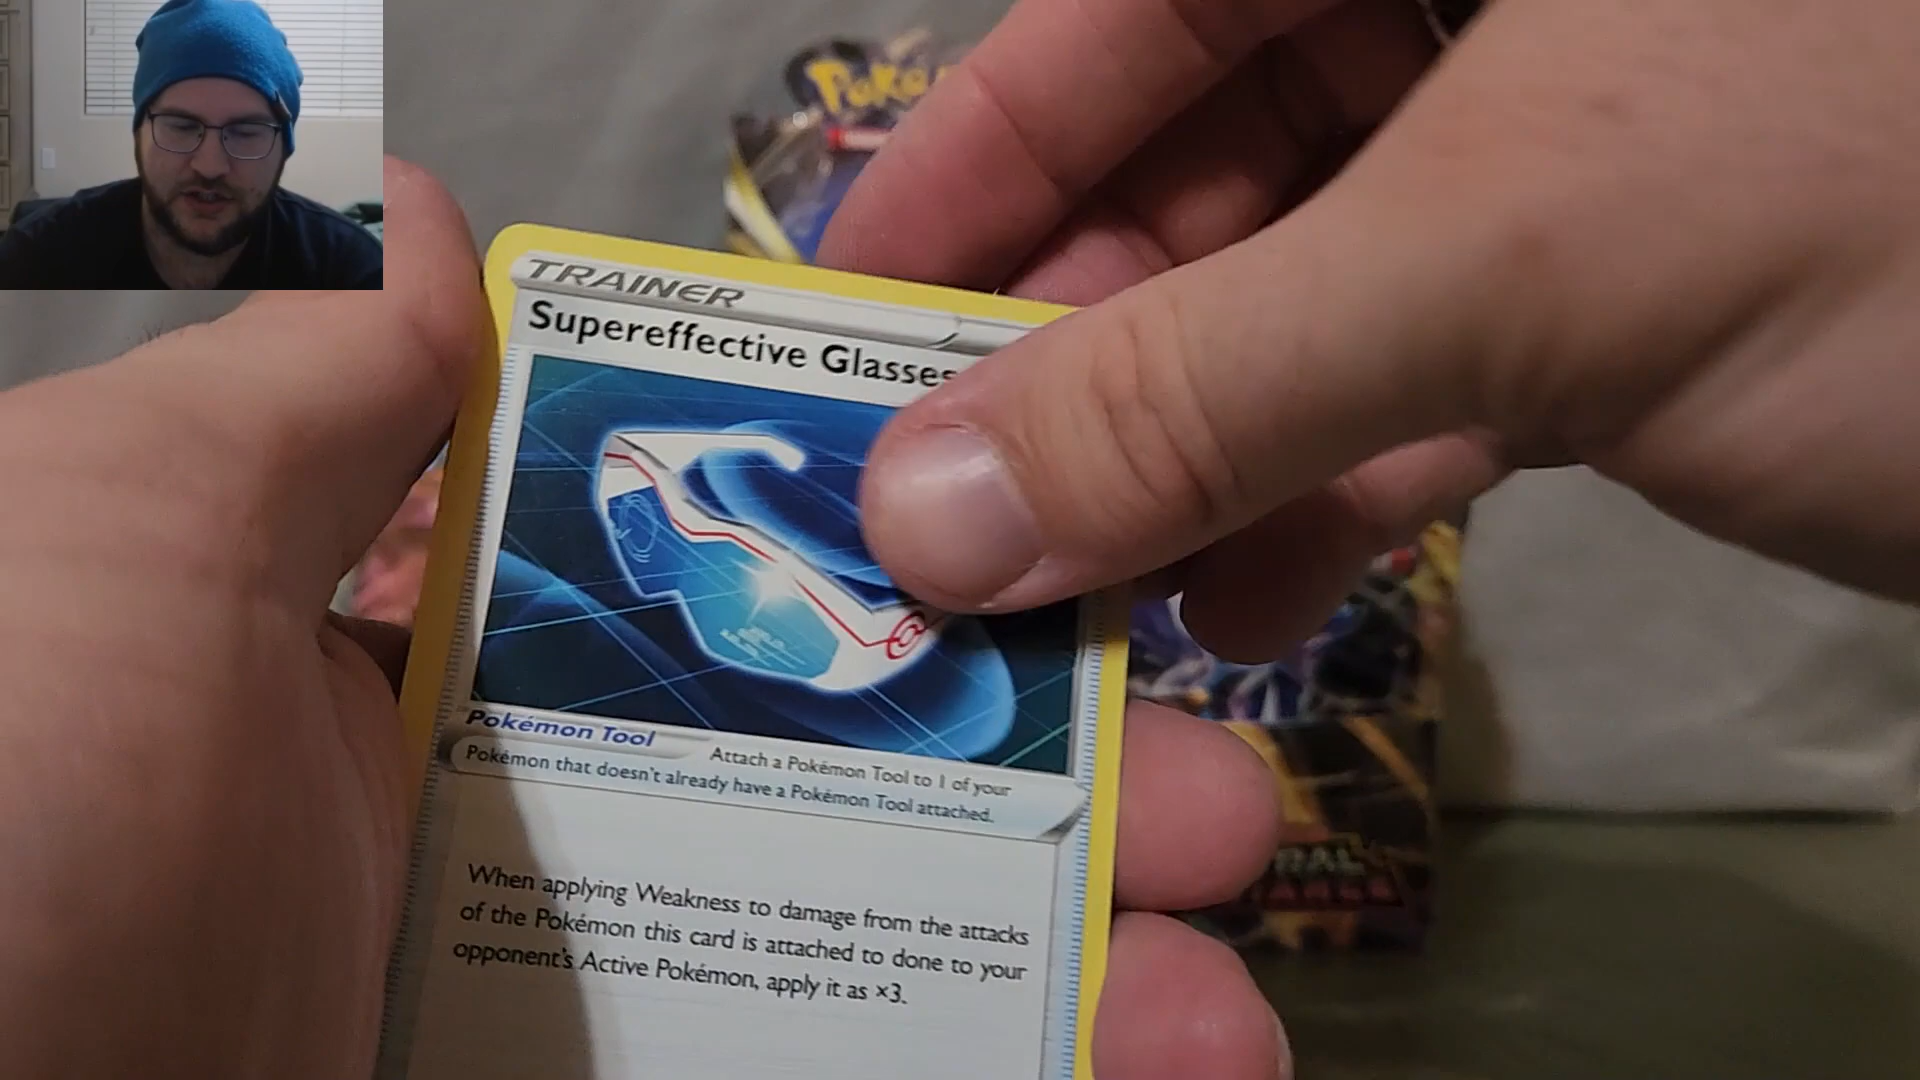 Poké
TRAINER
Supereffective Glasses
Pokémon Tool
Attach a Pokémon Tool to 1 of your
Pokémon that doesn't already have a Pokémon Tool attached.
When applying Weakness to damage from the attacks
of the Pokémon this card is attached to done to your
opponent's Active Pokémon, apply it as ×3.
RAL